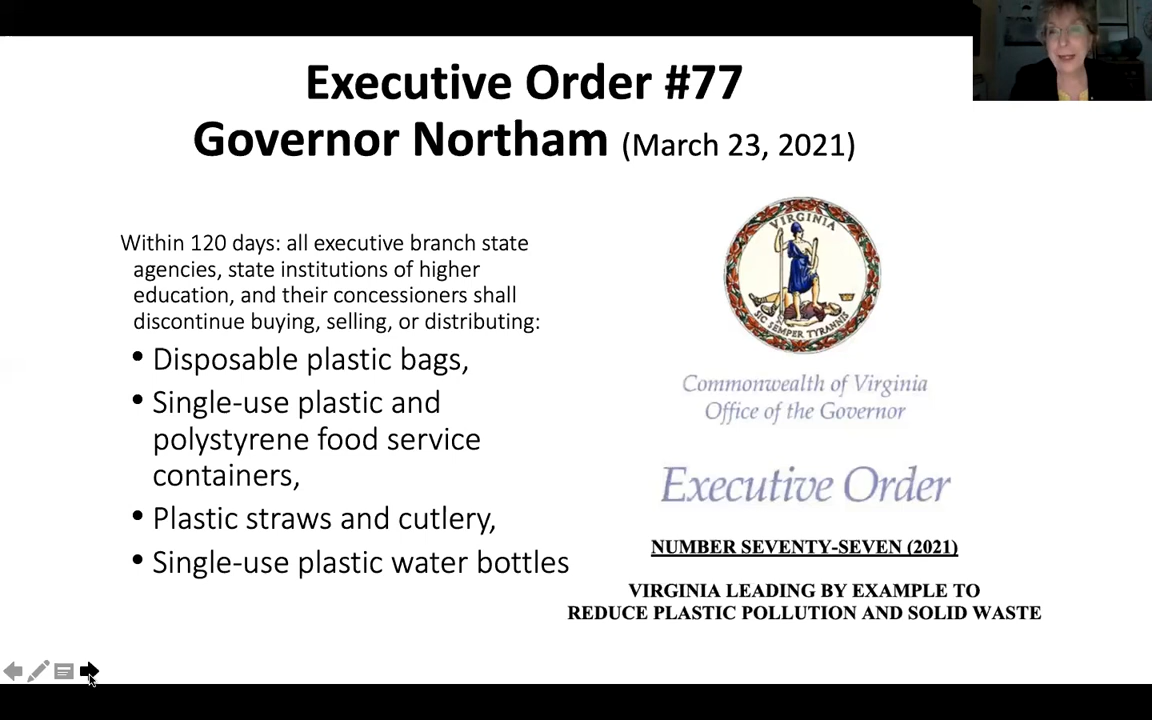 Executive Order #77
Governor Northam (March 23, 2021)
Within 120 days: all executive branch state
agencies, state institutions of higher
education, and their concessioners shall
discontinue buying, selling, or distributing:
• Disposable plastic bags,
• Single-use plastic and
polystyrene food service
containers,
• Plastic straws and cutlery,
• Single-use plastic water bottles
VIRGINIA
SIC SEMPER TYRANNIS
Commonwealth of Virginia
Office of the Governor
Executive Order
NUMBER SEVENTY-SEVEN (2021)
VIRGINIA LEADING BY EXAMPLE TO
REDUCE PLASTIC POLLUTION AND SOLID WASTE